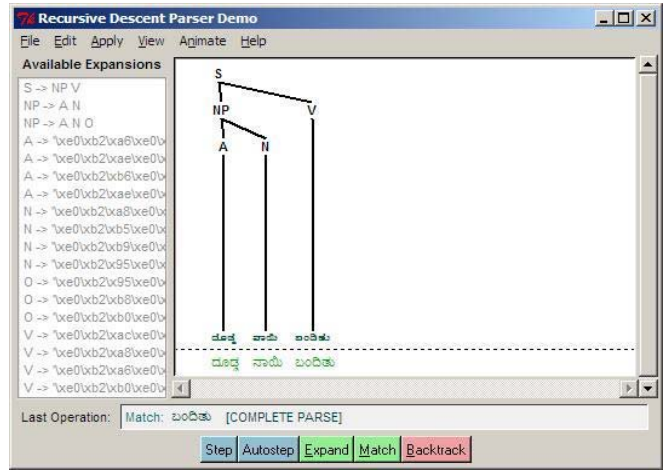 Recursive Descent Parser Demo
File Edit Apply View Animate Help
Available Expansions
S -> NP V
NP -> A N
NP -> A N O
A -> '\xe0\xb2\xa6\xe0\x
A -> '\xe0\xb2\xae\xe0\x
A -> '\xe0\xb2\xb6\xe0\x
A -> '\xe0\xb2\xae\xe0\x
N -> '\xe0\xb2\xa8\xe0\x
N -> '\xe0\xb2\xb5\xe0\x
N -> '\xe0\xb2\xb9\xe0\x
N -> '\xe0\xb2\x95\xe0\x
O -> '\xe0\xb2\x95\xe0\x
O -> '\xe0\xb2\xb8\xe0\x
O -> '\xe0\xb2\xb0\xe0\x
V -> '\xe0\xb2\xac\xe0\x
V -> '\xe0\xb2\xa8\xe0\x
V -> '\xe0\xb2\xa6\xe0\x
V -> '\xe0\xb2\xb0\xe0\x
S
NP V
A N
ದೊಡ್ಡ ನಾಯಿ ಬಂದಿತು
ದೊಡ್ಡ ನಾಯಿ ಬಂದಿತು
Last Operation: Match: ಬಂದಿತು [COMPLETE PARSE]
Step Autostep Expand Match Backtrack